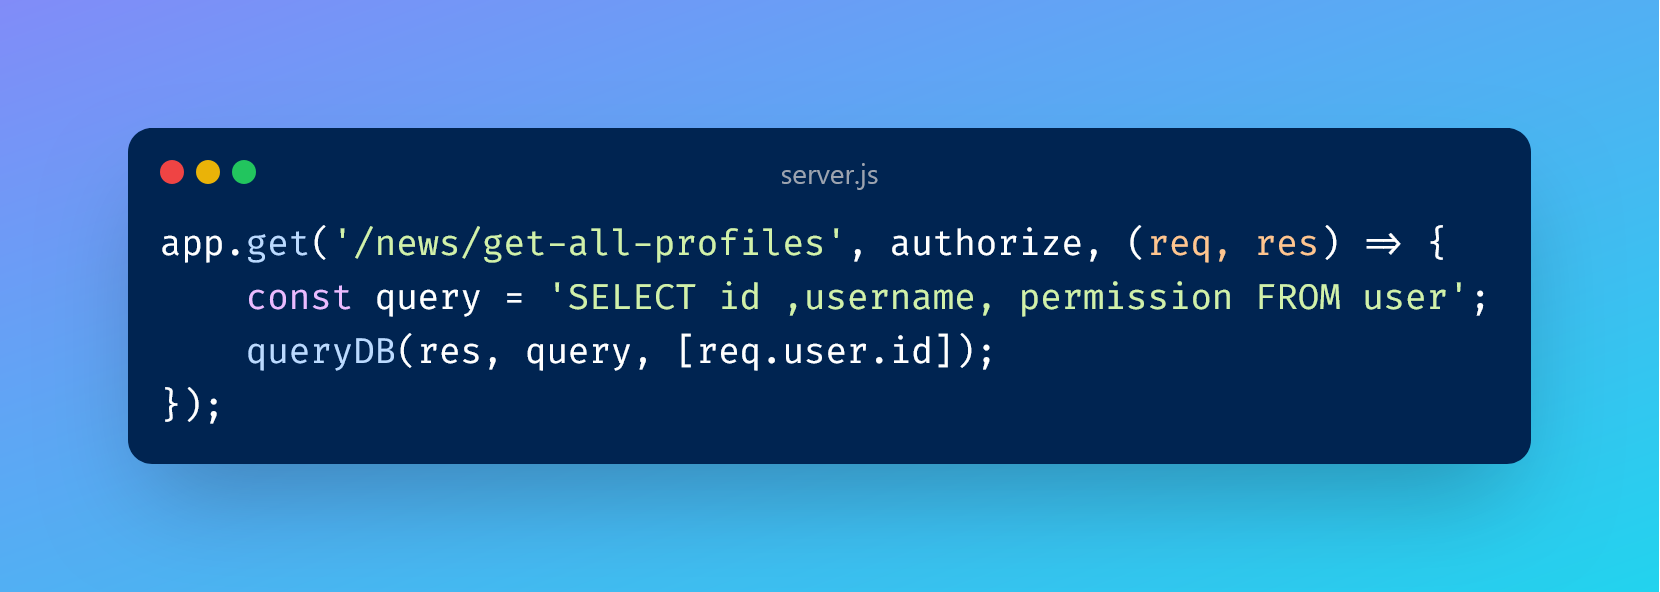 server.js
app.get('/news/get-all-profiles', authorize, (req, res) => {
    const query = 'SELECT id ,username, permission FROM user';
    queryDB(res, query, [req.user.id]);
});